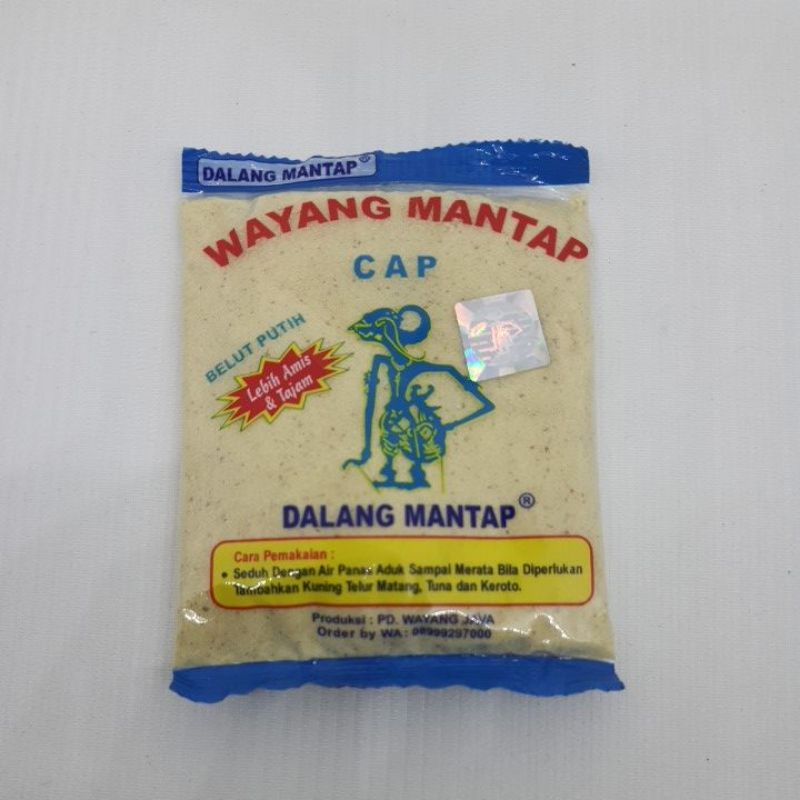 DALANG MANTAP®
WAYANG MANTAP
CAP
BELUT PUTIH
Lebih Amis
& Tajam
DALANG MANTAP®
Cara Pemakaian :
• Seduh Dengan Air Panas Aduk Sampai Merata Bila Diperlukan
Tambahkan Kuning Telur Matang, Tuna dan Keroto.
Produksi : PD. WAYANG JAVA
Order by WA : 08999297000